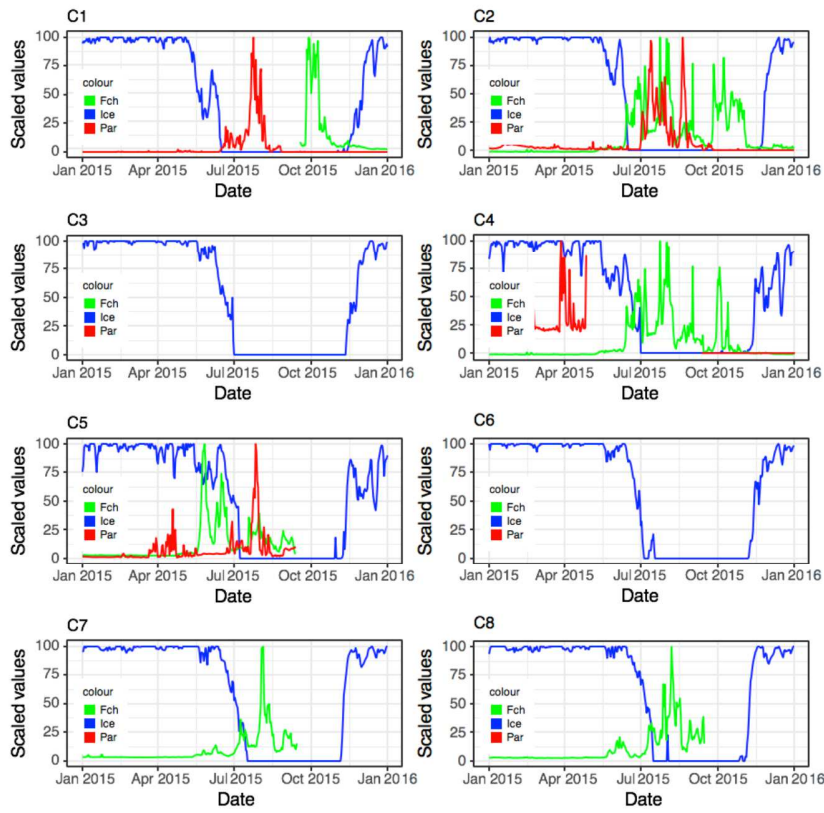 C1
100
75
50
25
0
Scaled values
colour
Fch
Ice
Par
Jan 2015
Apr 2015
Jul 2015
Oct 2015
Jan 2016
Date
C2
100
75
50
25
0
Scaled values
colour
Fch
Ice
Par
Jan 2015
Apr 2015
Jul 2015
Oct 2015
Jan 2016
Date
C3
100
75
50
25
0
Scaled values
colour
Fch
Ice
Par
Jan 2015
Apr 2015
Jul 2015
Oct 2015
Jan 2016
Date
C4
100
75
50
25
0
Scaled values
colour
Fch
Ice
Par
Jan 2015
Apr 2015
Jul 2015
Oct 2015
Jan 2016
Date
C5
100
75
50
25
0
Scaled values
colour
Fch
Ice
Par
Jan 2015
Apr 2015
Jul 2015
Oct 2015
Jan 2016
Date
C6
100
75
50
25
0
Scaled values
colour
Fch
Ice
Par
Jan 2015
Apr 2015
Jul 2015
Oct 2015
Jan 2016
Date
C7
100
75
50
25
0
Scaled values
colour
Fch
Ice
Par
Jan 2015
Apr 2015
Jul 2015
Oct 2015
Jan 2016
Date
C8
100
75
50
25
0
Scaled values
colour
Fch
Ice
Par
Jan 2015
Apr 2015
Jul 2015
Oct 2015
Jan 2016
Date